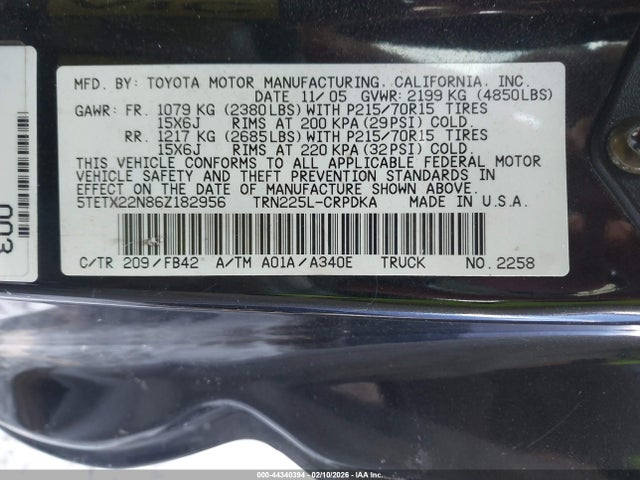 MFD. BY: TOYOTA MOTOR MANUFACTURING, CALIFORNIA, INC.
DATE 11/05 GVWR: 2199 KG (4850LBS)
GAWR: FR. 1079 KG (2380LBS) WITH P215/70R15 TIRES
15X6J RIMS AT 200 KPA (29PSI) COLD.
RR. 1217 KG (2685LBS) WITH P215/70R15 TIRES
15X6J RIMS AT 220 KPA (32PSI) COLD.
THIS VEHICLE CONFORMS TO ALL APPLICABLE FEDERAL MOTOR
VEHICLE SAFETY AND THEFT PREVENTION STANDARDS IN
EFFECT ON THE DATE OF MANUFACTURE SHOWN ABOVE.
5TETX22N86Z182956 TRN225L-CRPDKA MADE IN U.S.A.
C/TR 209/FB42 A/TM A01A/A340E TRUCK NO. 2258
003
000-44340394 - 02/10/2026 - IAA Inc.